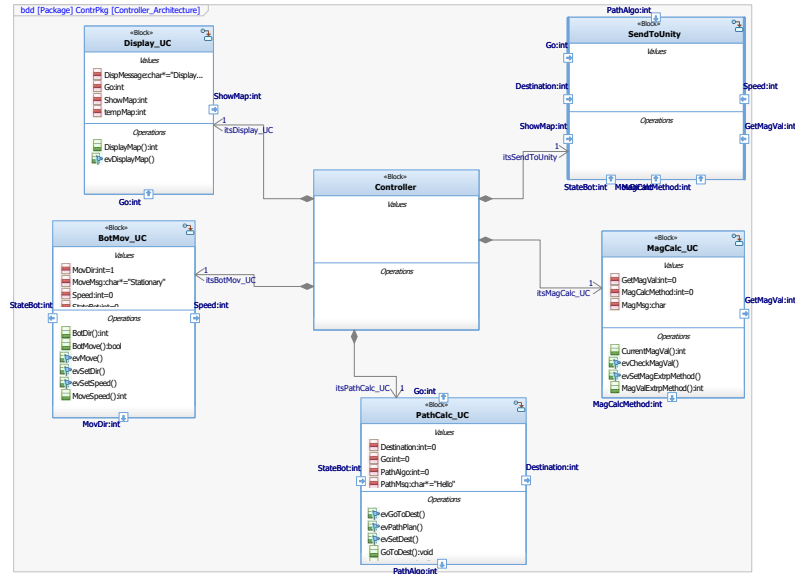 bdd [Package] ContrPkg [Controller_Architecture]
«Block»
Display_UC
Values
DispMessage:char*="Display...
Go:int
ShowMap:int
tempMap:int
Operations
DisplayMap():int
evDisplayMap()
ShowMap:int
Go:int
1
itsDisplay_UC
PathAlgo:int
«Block»
SendToUnity
Values
Operations
Go:int
Destination:int
ShowMap:int
Speed:int
GetMagVal:int
StateBot:int
MagCalcMethod:int
1
itsSendToUnity
«Block»
Controller
Values
Operations
«Block»
BotMov_UC
Values
MovDir:int=1
MoveMsg:char*="Stationary"
Speed:int=0
StateBot:int=0
Operations
BotDir():int
BotMove():bool
evMove()
evSetDir()
evSetSpeed()
MoveSpeed():int
StateBot:int
Speed:int
MovDir:int
1
itsBotMov_UC
«Block»
MagCalc_UC
Values
GetMagVal:int=0
MagCalcMethod:int=0
MagMsg:char
Operations
CurrentMagVal():int
evCheckMagVal()
evSetMagExtrpMethod()
MagValExtrpMethod():int
GetMagVal:int
MagCalcMethod:int
1
itsMagCalc_UC
itsPathCalc_UC
1
Go:int
«Block»
PathCalc_UC
Values
Destination:int=0
Go:int=0
PathAlgo:int=0
PathMsg:char*="Hello"
Operations
evGoToDest()
evPathPlan()
evSetDest()
GoToDest():void
StateBot:int
Destination:int
PathAlgo:int